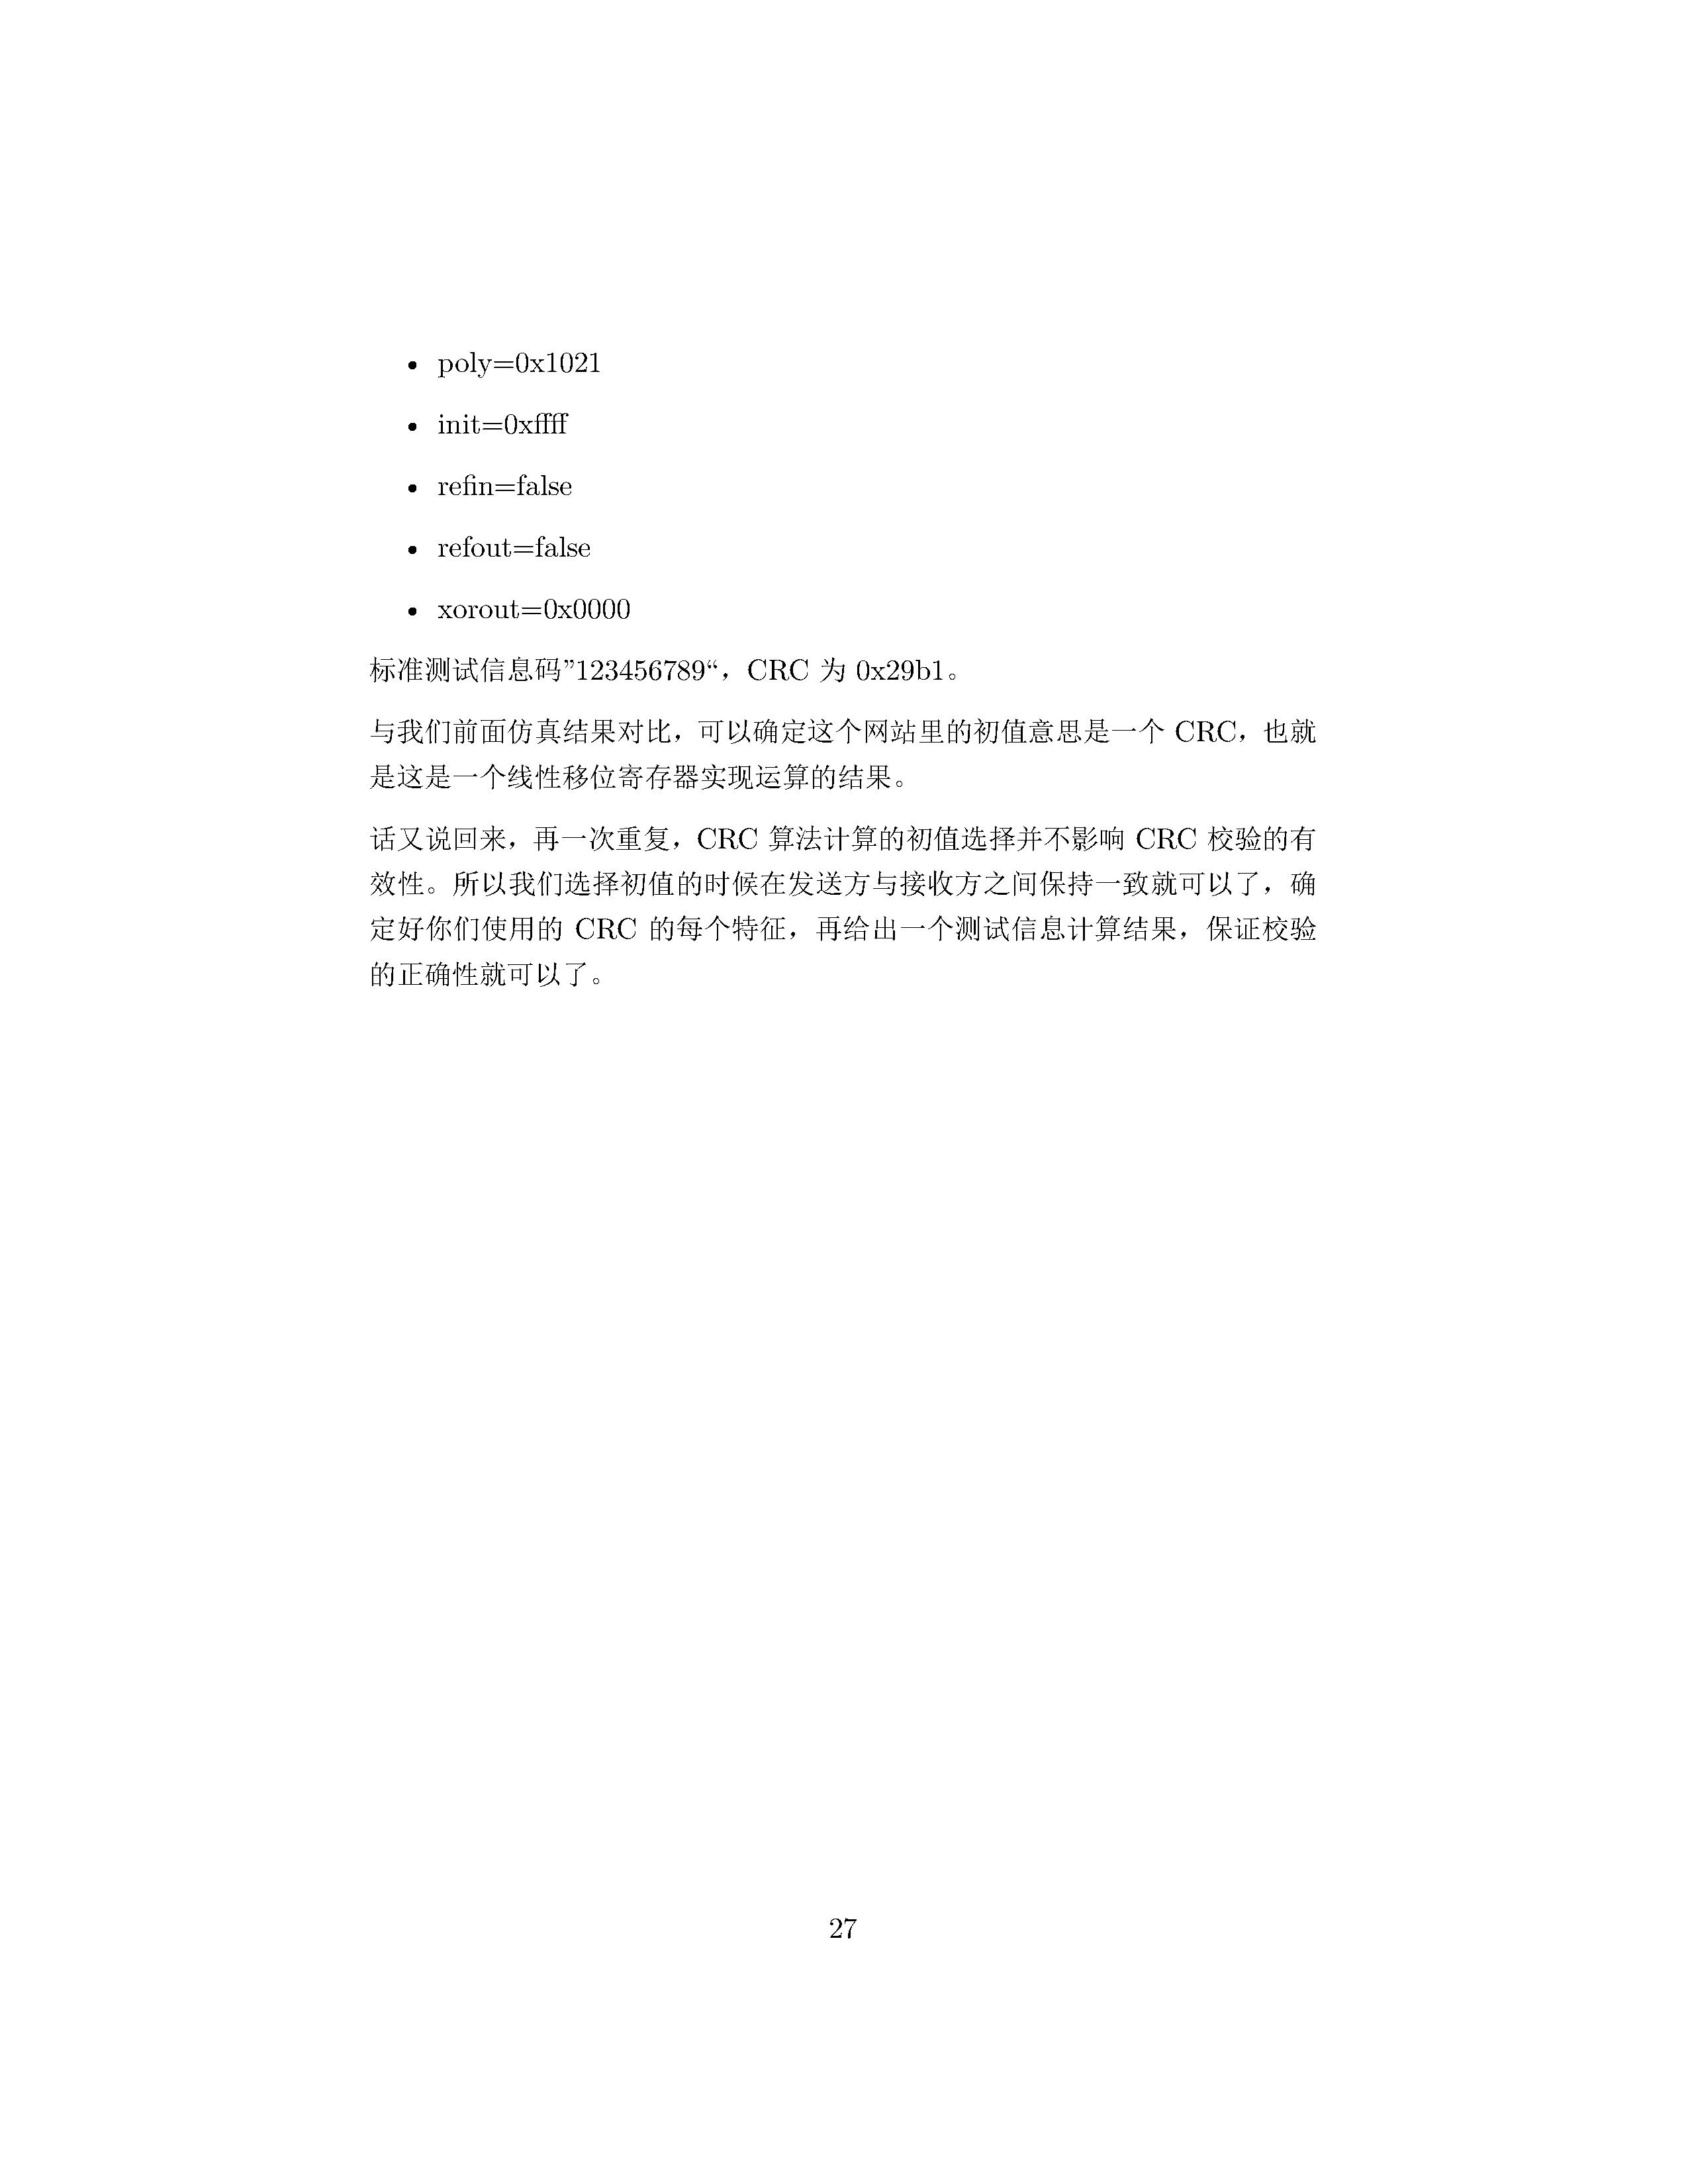 • poly=0x1021
• init=0xffff
• refin=false
• refout=false
• xorout=0x0000
标准测试信息码”123456789“，CRC 为 0x29b1。
与我们前面仿真结果对比，可以确定这个网站里的初值意思是一个 CRC，也就
是这是一个线性移位寄存器实现运算的结果。
话又说回来，再一次重复，CRC 算法计算的初值选择并不影响 CRC 校验的有
效性。所以我们选择初值的时候在发送方与接收方之间保持一致就可以了，确
定好你们使用的 CRC 的每个特征，再给出一个测试信息计算结果，保证校验
的正确性就可以了。
27